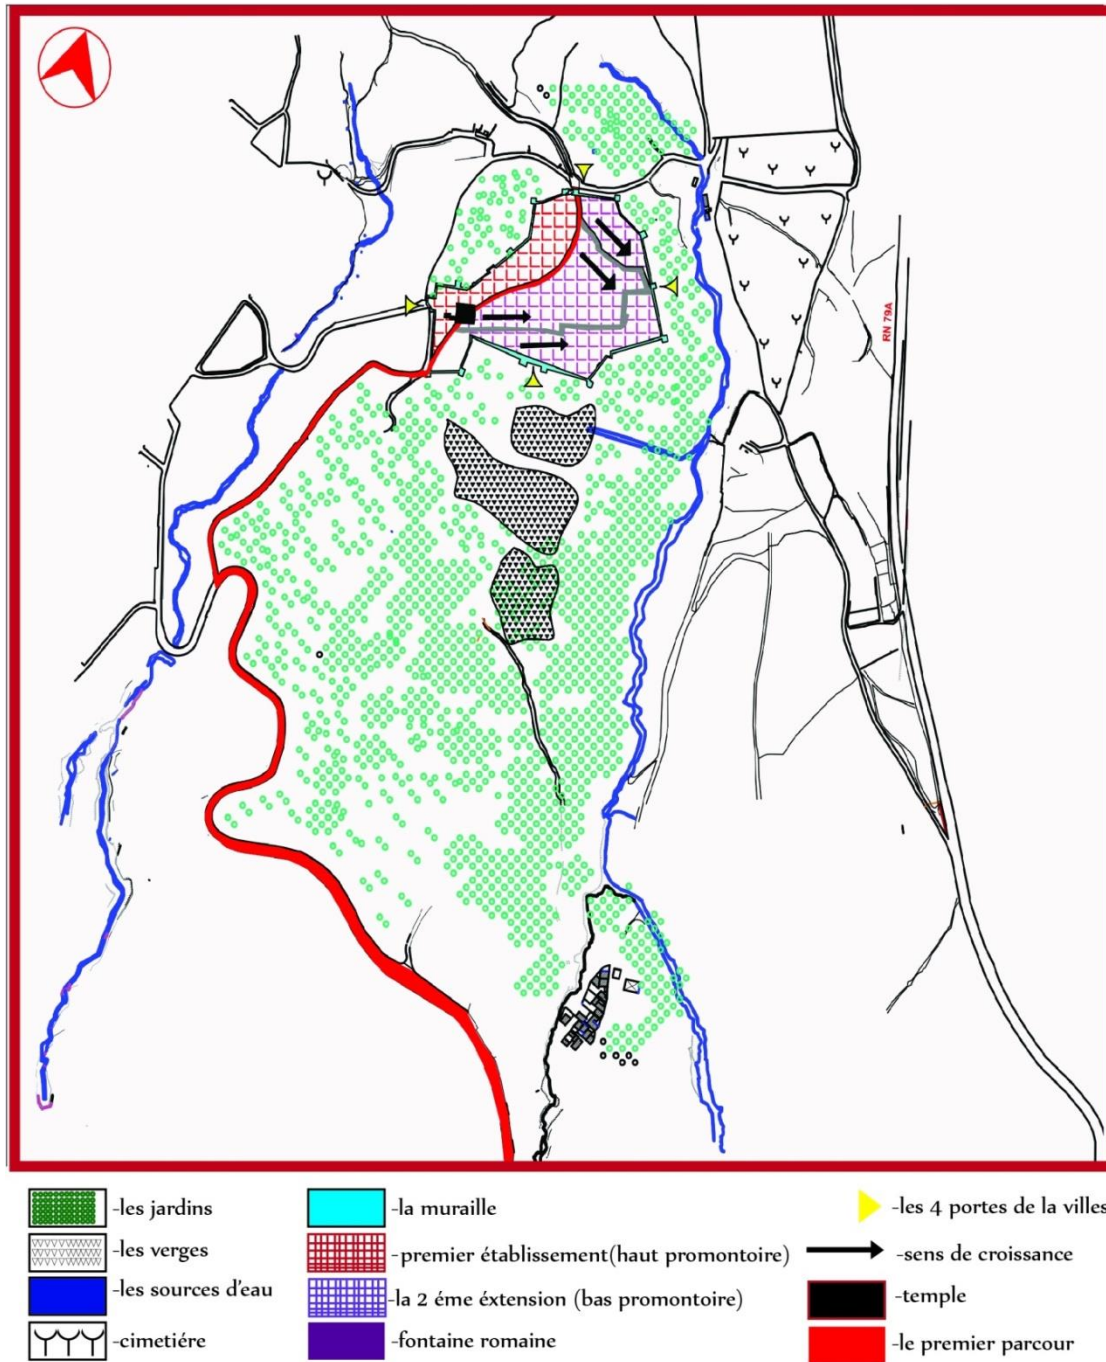 RN 79A
-les jardins
-les verges
-les sources d'eau
-cimetiére
-la muraille
-premier établissement(haut promontoire)
-la 2 éme éxtension (bas promontoire)
-fontaine romaine
-les 4 portes de la villes
-sens de croissance
-temple
-le premier parcour